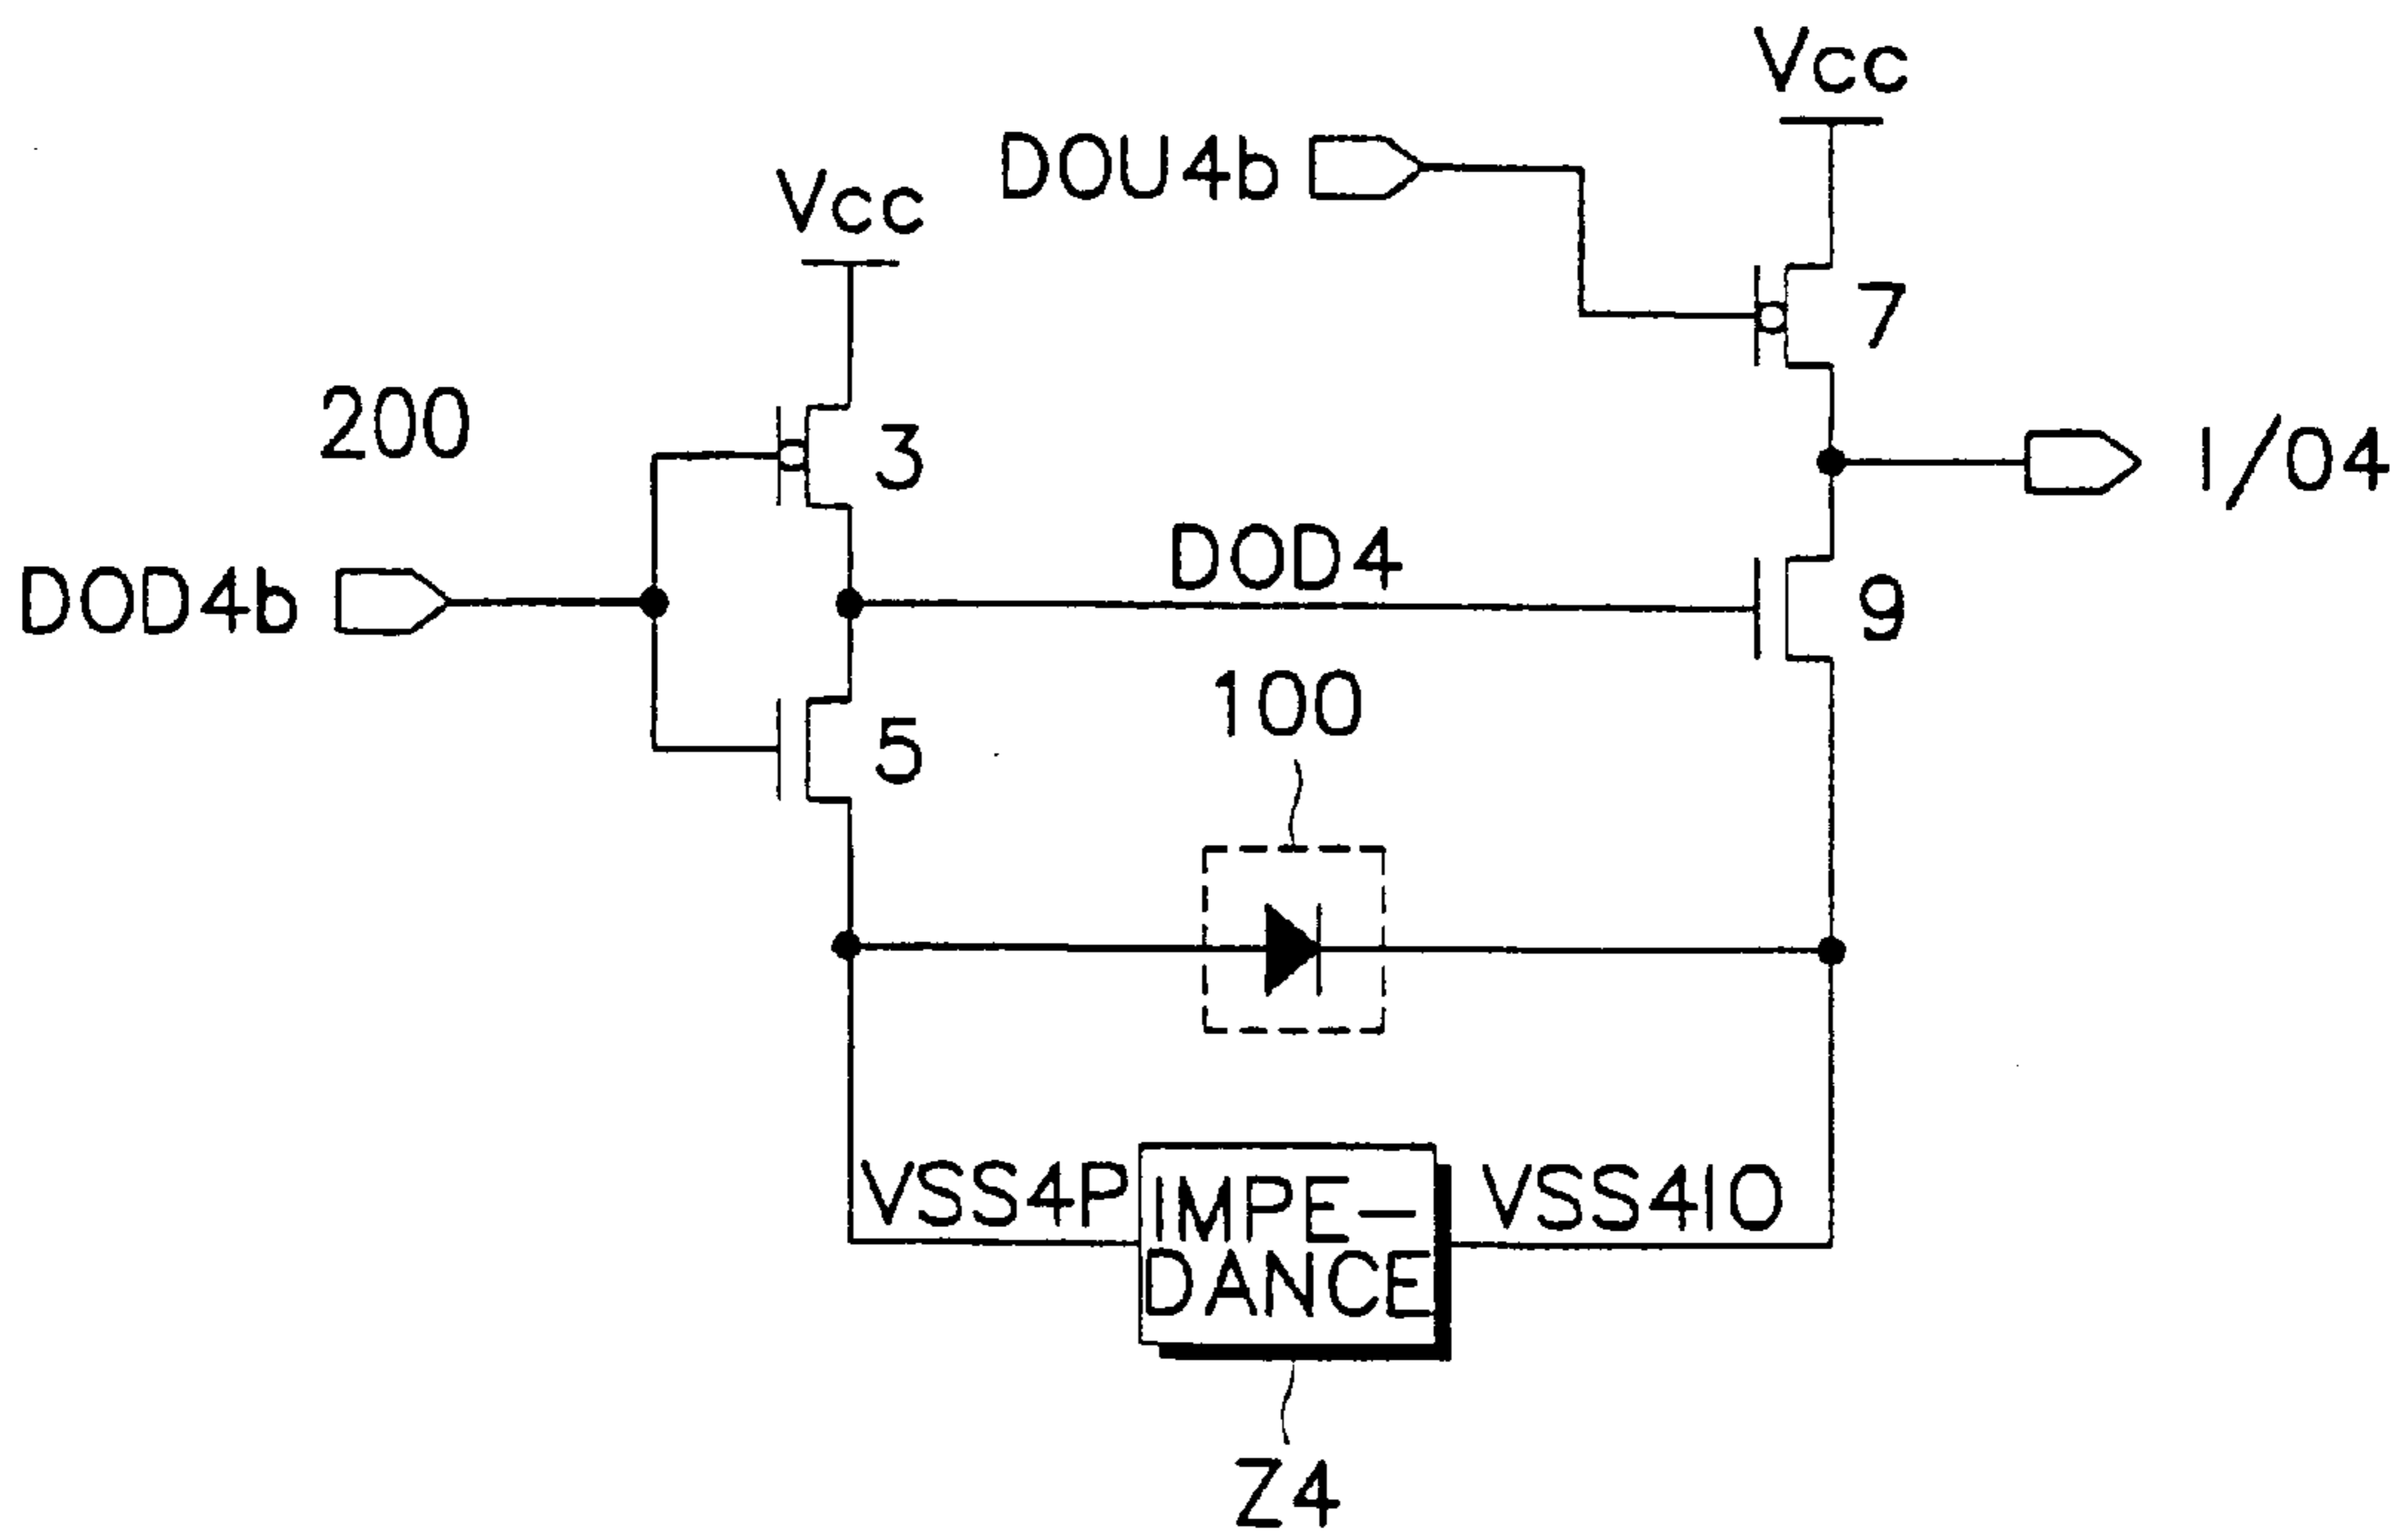 Vcc
DOU4b
Vcc
7
200
3
I/O4
DOD4
DOD4b
9
100
5
VSS4P
IMPE-
DANCE
VSS4IO
Z4